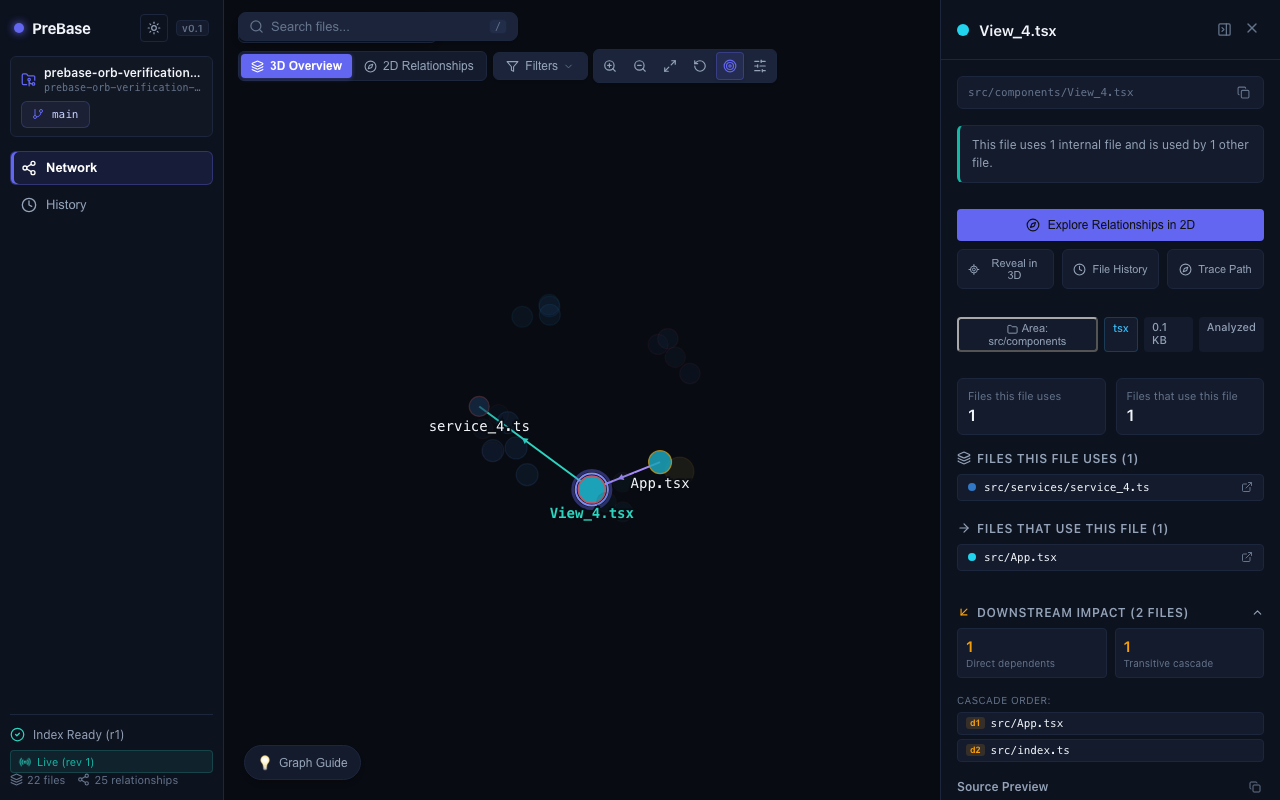 PreBase
v0.1
prebase-orb-verification...
prebase-orb-verification-...
main
Network
History
Index Ready (r1)
Live (rev 1)
22 files
25 relationships
Search files...
/
3D Overview
2D Relationships
Filters
service_4.ts
App.tsx
View_4.tsx
Graph Guide
View_4.tsx
src/components/View_4.tsx
This file uses 1 internal file and is used by 1 other
file.
Explore Relationships in 2D
Reveal in
3D
File History
Trace Path
Area:
src/components
tsx
0.1
KB
Analyzed
Files this file uses
1
Files that use this file
1
FILES THIS FILE USES (1)
src/services/service_4.ts
FILES THAT USE THIS FILE (1)
src/App.tsx
DOWNSTREAM IMPACT (2 FILES)
1
Direct dependents
1
Transitive cascade
CASCADE ORDER:
d1 src/App.tsx
d2 src/index.ts
Source Preview